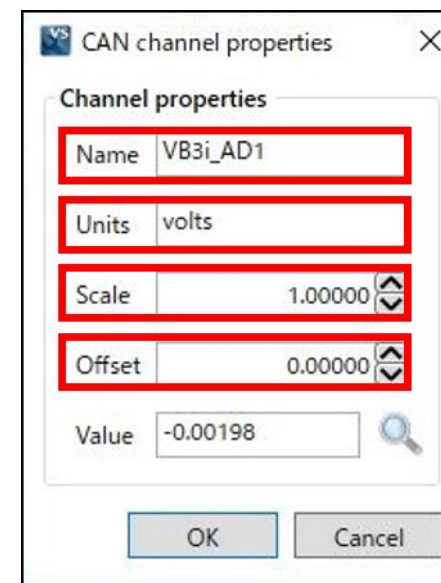 VS CAN channel properties
Channel properties
Name VB3i_AD1
Units volts
Scale 1.00000
Offset 0.00000
Value -0.00198
OK Cancel